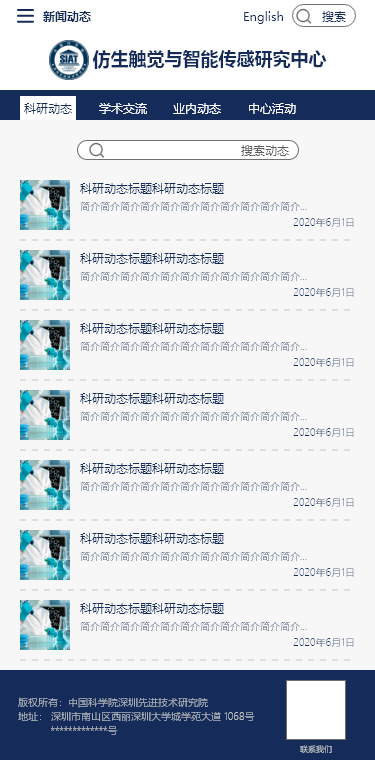 新闻动态
English
搜索
SIAT
仿生触觉与智能传感研究中心
科研动态 学术交流 业内动态 中心活动
搜索动态
科研动态标题科研动态标题
简介简介简介简介简介简介简介简介简介简介简介...
2020年6月1日
科研动态标题科研动态标题
简介简介简介简介简介简介简介简介简介简介简介...
2020年6月1日
科研动态标题科研动态标题
简介简介简介简介简介简介简介简介简介简介简介...
2020年6月1日
科研动态标题科研动态标题
简介简介简介简介简介简介简介简介简介简介简介...
2020年6月1日
科研动态标题科研动态标题
简介简介简介简介简介简介简介简介简介简介简介...
2020年6月1日
科研动态标题科研动态标题
简介简介简介简介简介简介简介简介简介简介简介...
2020年6月1日
科研动态标题科研动态标题
简介简介简介简介简介简介简介简介简介简介简介...
2020年6月1日
版权所有：中国科学院深圳先进技术研究院
地址： 深圳市南山区西丽深圳大学城学苑大道 1068号
*************号
联系我们